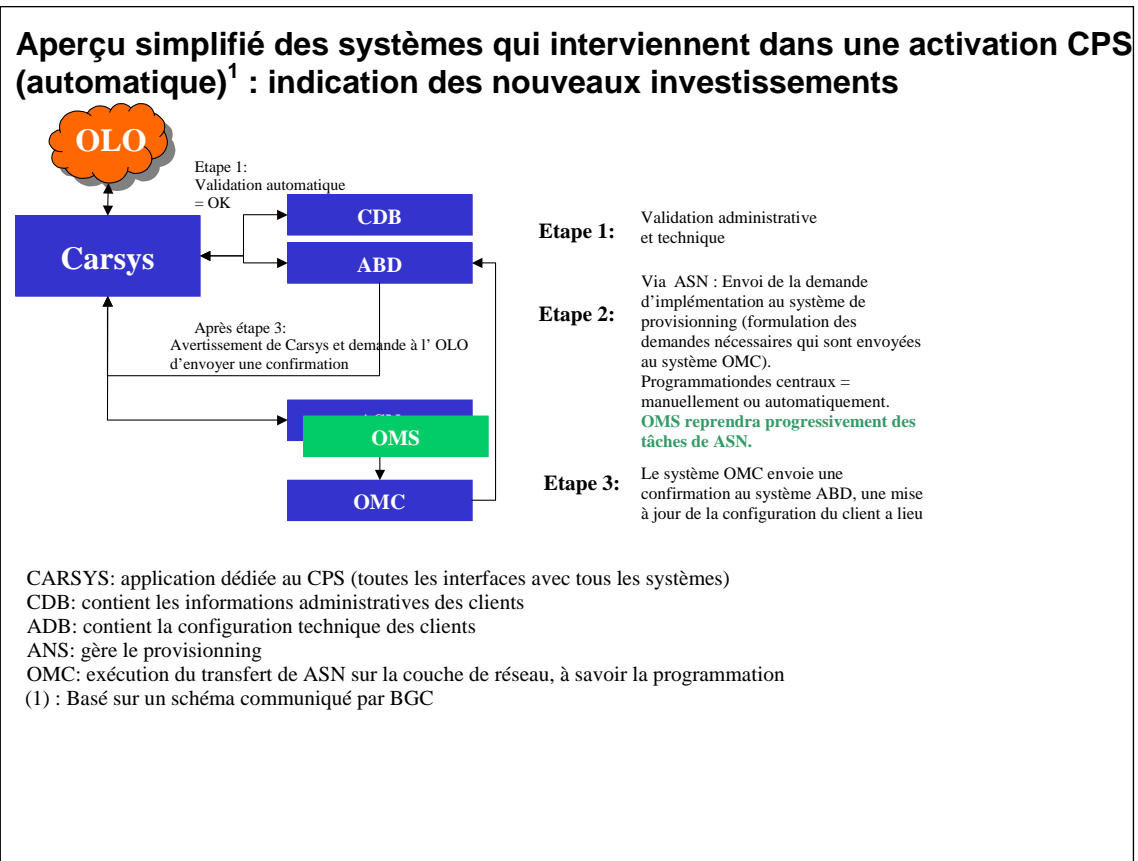 Aperçu simplifié des systèmes qui interviennent dans une activation CPS
(automatique)1 : indication des nouveaux investissements
OLO
Etape 1:
Validation automatique
= OK
Carsys
CDB
ABD
Après étape 3:
Avertissement de Carsys et demande à l' OLO
d'envoyer une confirmation
OMS
OMC
Etape 1:
Validation administrative
et technique
Etape 2:
Via ASN : Envoi de la demande
d'implémentation au système de
provisionning (formulation des
demandes nécessaires qui sont envoyées
au système OMC).
Programmationdes centraux =
manuellement ou automatiquement.
OMS reprendra progressivement des
tâches de ASN.
Etape 3:
Le système OMC envoie une
confirmation au système ABD, une mise
à jour de la configuration du client a lieu
CARSYS: application dédiée au CPS (toutes les interfaces avec tous les systèmes)
CDB: contient les informations administratives des clients
ADB: contient la configuration technique des clients
ANS: gère le provisionning
OMC: exécution du transfert de ASN sur la couche de réseau, à savoir la programmation
(1) : Basé sur un schéma communiqué par BGC